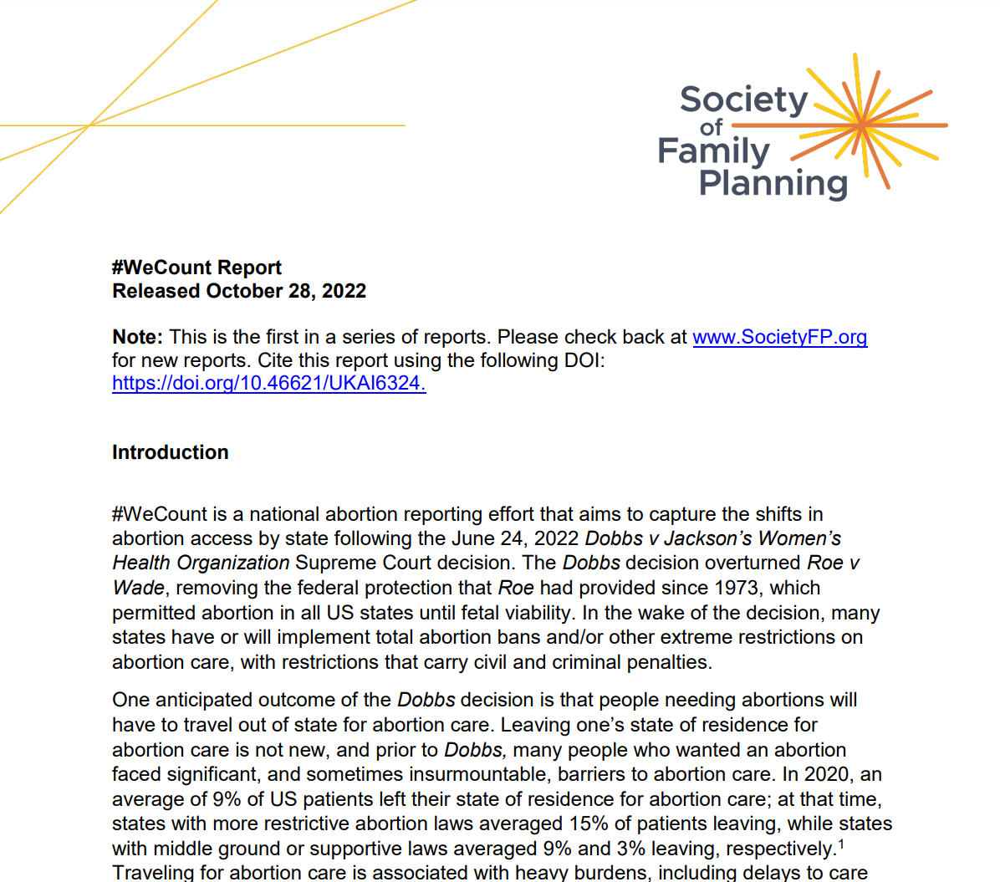 Society
of
Family
Planning
#WeCount Report
Released October 28, 2022
Note: This is the first in a series of reports. Please check back at www.SocietyFP.org
for new reports. Cite this report using the following DOI:
https://doi.org/10.46621/UKAI6324.
Introduction
#WeCount is a national abortion reporting effort that aims to capture the shifts in
abortion access by state following the June 24, 2022 Dobbs v Jackson’s Women’s
Health Organization Supreme Court decision. The Dobbs decision overturned Roe v
Wade, removing the federal protection that Roe had provided since 1973, which
permitted abortion in all US states until fetal viability. In the wake of the decision, many
states have or will implement total abortion bans and/or other extreme restrictions on
abortion care, with restrictions that carry civil and criminal penalties.
One anticipated outcome of the Dobbs decision is that people needing abortions will
have to travel out of state for abortion care. Leaving one’s state of residence for
abortion care is not new, and prior to Dobbs, many people who wanted an abortion
faced significant, and sometimes insurmountable, barriers to abortion care. In 2020, an
average of 9% of US patients left their state of residence for abortion care; at that time,
states with more restrictive abortion laws averaged 15% of patients leaving, while states
with middle ground or supportive laws averaged 9% and 3% leaving, respectively.1
Traveling for abortion care is associated with heavy burdens, including delays to care